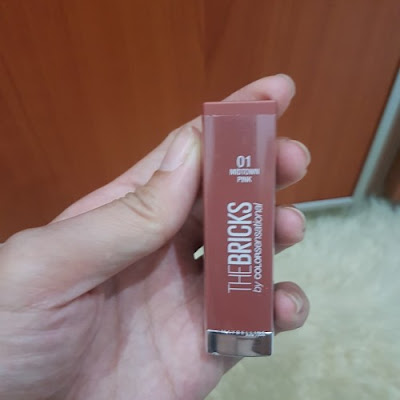 01
MIDTOWN
PINK
THE BRICKS
by COLORsensational